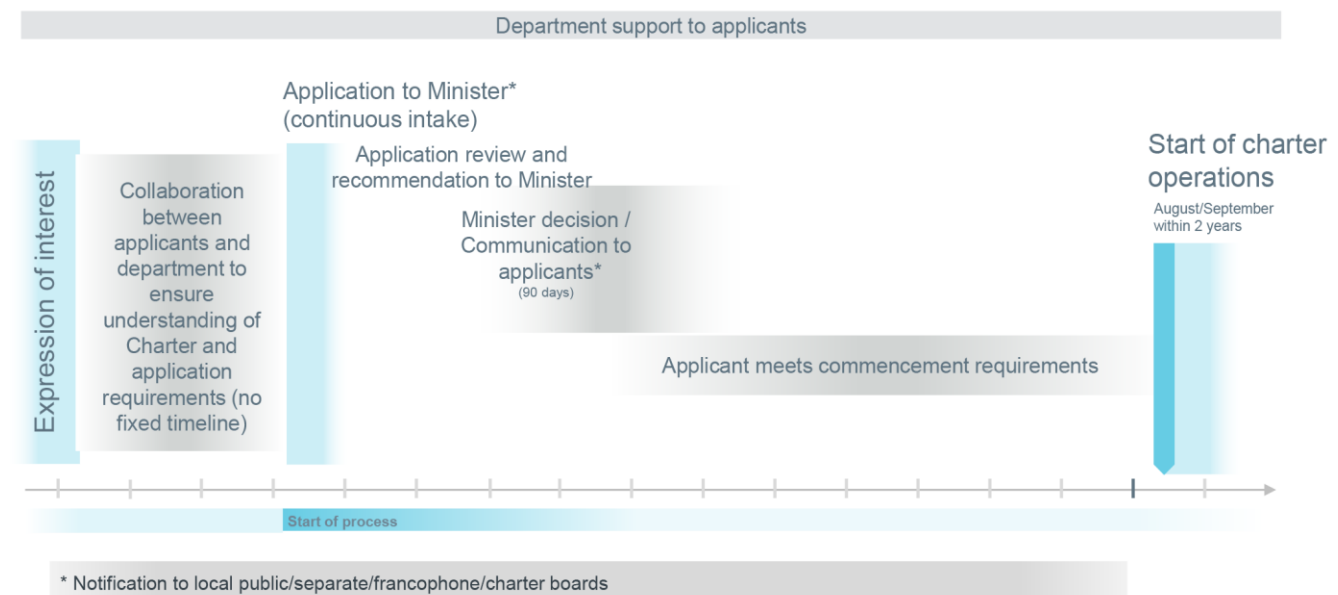 Department support to applicants
Application to Minister*
(continuous intake)
Application review and
recommendation to Minister
Start of charter
operations
August/September
within 2 years
Expression of interest
Collaboration
between
applicants and
department to
ensure
understanding of
Charter and
application
requirements (no
fixed timeline)
Minister decision /
Communication to
applicants*
(90 days)
Applicant meets commencement requirements
Start of process
* Notification to local public/separate/francophone/charter boards